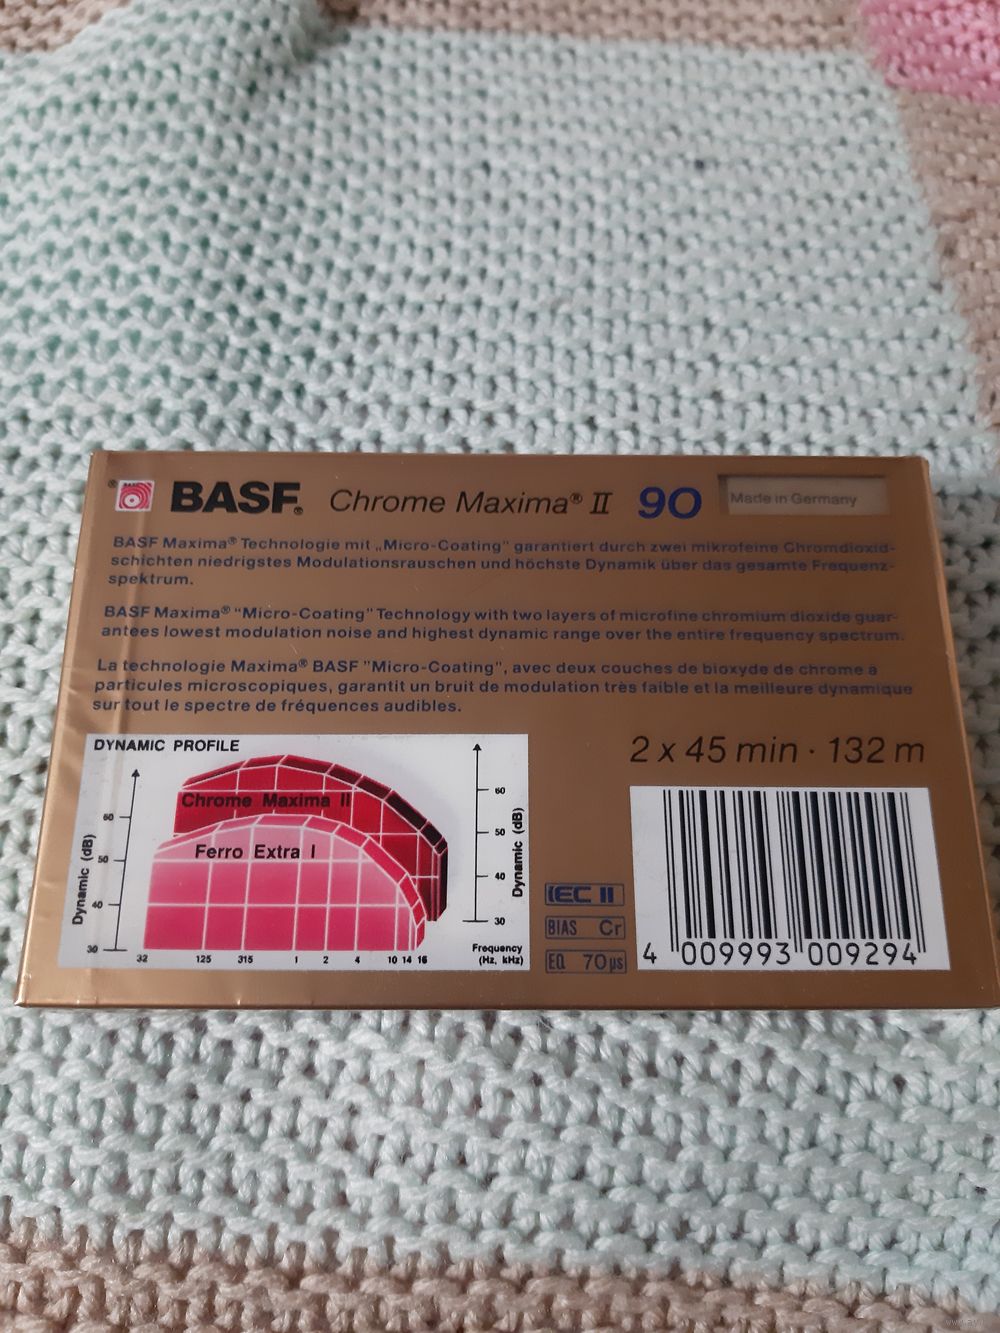 ® BASF BASF® Chrome Maxima® II 90 Made in Germany
BASF Maxima® Technologie mit „Micro-Coating" garantiert durch zwei mikrofeine Chromdioxid-
schichten niedrigstes Modulationsrauschen und höchste Dynamik über das gesamte Frequenz-
spektrum.
BASF Maxima® "Micro-Coating" Technology with two layers of microfine chromium dioxide guar-
antees lowest modulation noise and highest dynamic range over the entire frequency spectrum.
La technologie Maxima® BASF "Micro-Coating", avec deux couches de bioxyde de chrome à
particules microscopiques, garantit un bruit de modulation très faible et la meilleure dynamique
sur tout le spectre de fréquences audibles.
DYNAMIC PROFILE
Chrome Maxima II
Ferro Extra I
Dynamic (dB)
60
50
40
30
32 125 315 1 2 4 10 14 16
60
50
40
30
Dynamic (dB)
Frequency
(Hz, kHz)
2 x 45 min · 132 m
IEC II
BIAS Cr
EQ 70µs
4 009993 009294